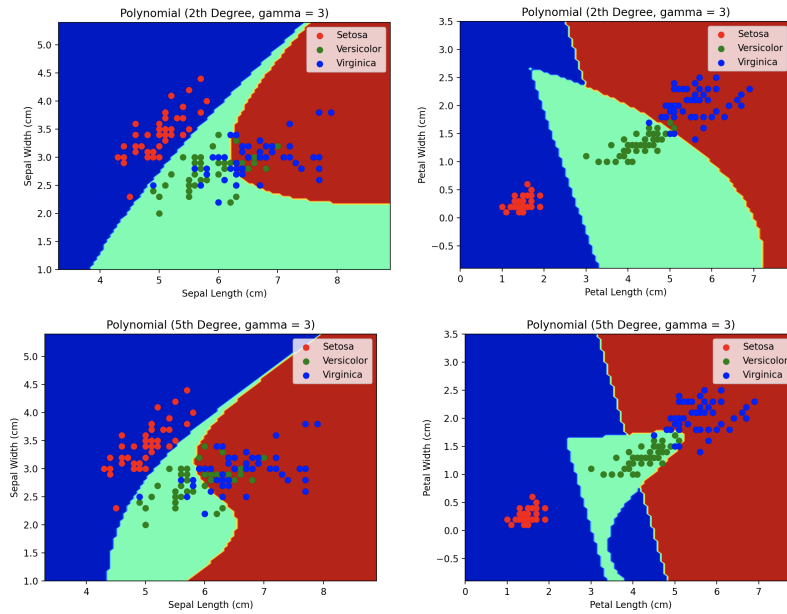 Polynomial (2th Degree, gamma = 3)
Setosa
Versicolor
Virginica
Sepal Width (cm)
5.0
4.5
4.0
3.5
3.0
2.5
2.0
1.5
1.0
4 5 6 7 8
Sepal Length (cm)
Polynomial (2th Degree, gamma = 3)
Setosa
Versicolor
Virginica
Petal Width (cm)
3.5
3.0
2.5
2.0
1.5
1.0
0.5
0.0
−0.5
0 1 2 3 4 5 6 7
Petal Length (cm)
Polynomial (5th Degree, gamma = 3)
Setosa
Versicolor
Virginica
Sepal Width (cm)
5.0
4.5
4.0
3.5
3.0
2.5
2.0
1.5
1.0
4 5 6 7 8
Sepal Length (cm)
Polynomial (5th Degree, gamma = 3)
Setosa
Versicolor
Virginica
Petal Width (cm)
3.5
3.0
2.5
2.0
1.5
1.0
0.5
0.0
−0.5
0 1 2 3 4 5 6 7
Petal Length (cm)